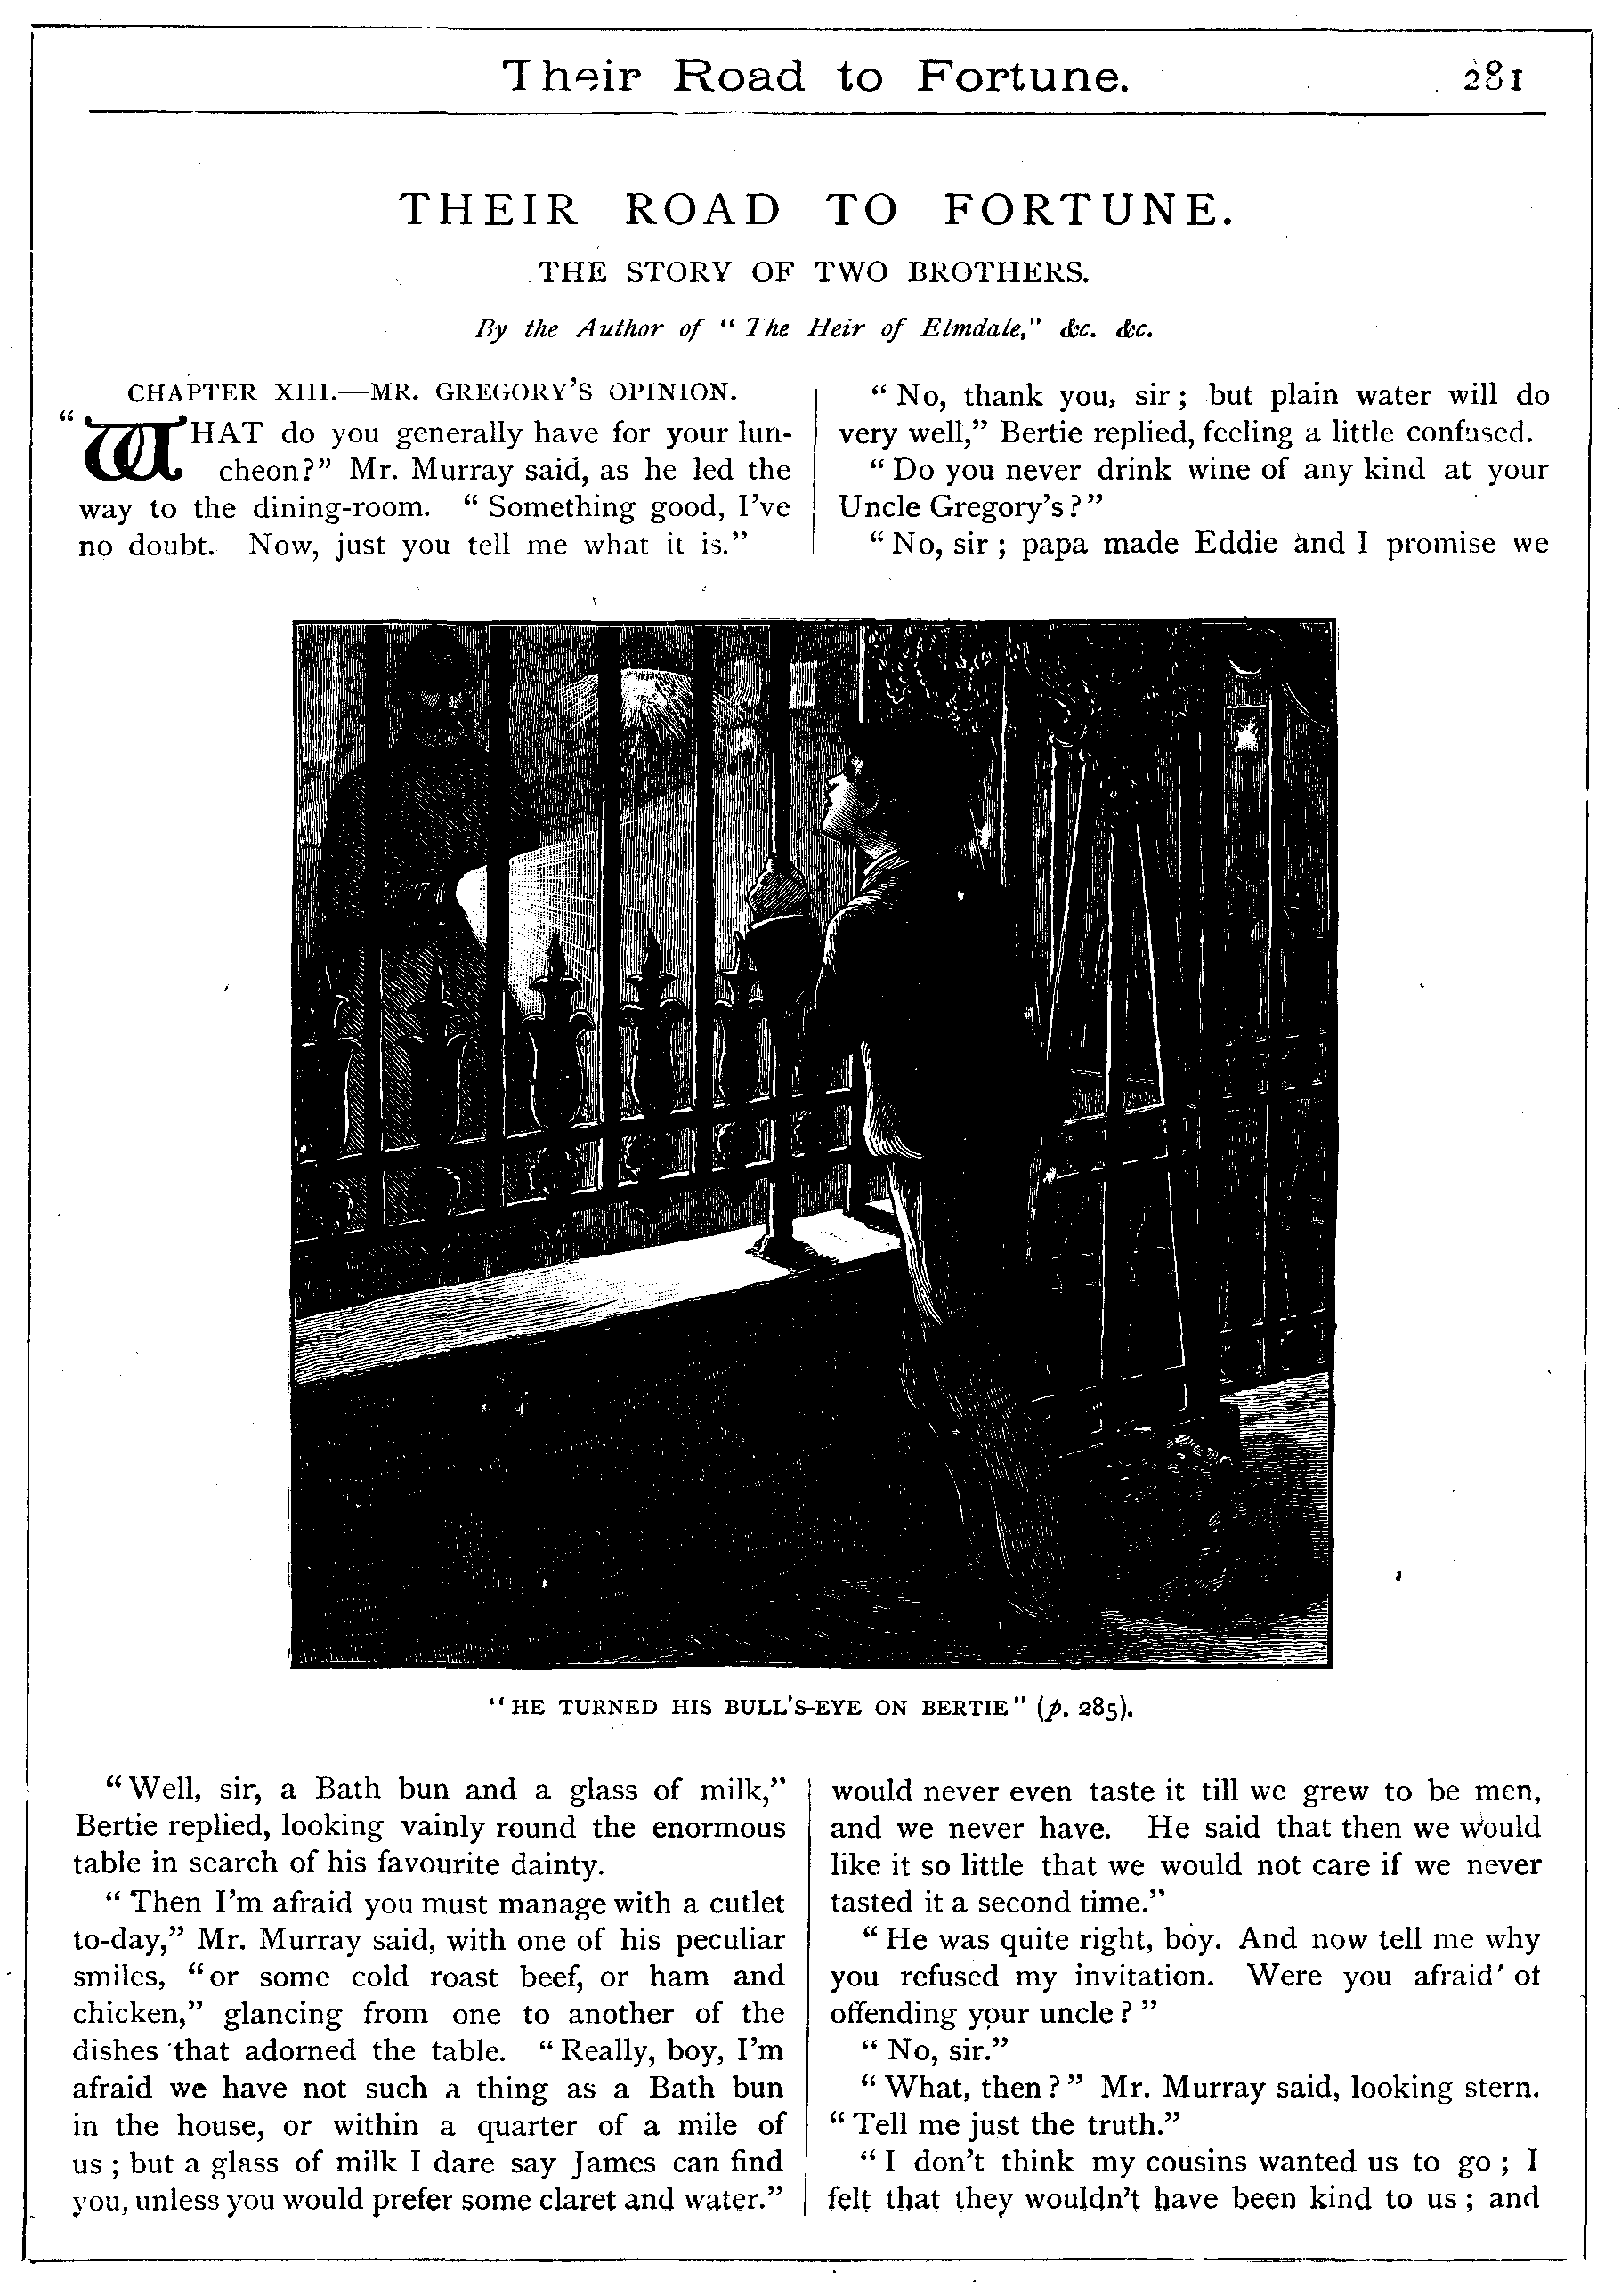 Their Road to Fortune. 281
THEIR ROAD TO FORTUNE.
THE STORY OF TWO BROTHERS.
By the Author of "The Heir of Elmdale," &c. &c.
CHAPTER XIII.—MR. GREGORY'S OPINION.
"WHAT do you generally have for your lun-
cheon?" Mr. Murray said, as he led the
way to the dining-room. "Something good, I've
no doubt. Now, just you tell me what it is."
"No, thank you, sir; but plain water will do
very well," Bertie replied, feeling a little confused.
"Do you never drink wine of any kind at your
Uncle Gregory's?"
"No, sir; papa made Eddie and I promise we
"HE TURNED HIS BULL'S-EYE ON BERTIE" (p. 285).
"Well, sir, a Bath bun and a glass of milk,"
Bertie replied, looking vainly round the enormous
table in search of his favourite dainty.
"Then I'm afraid you must manage with a cutlet
to-day," Mr. Murray said, with one of his peculiar
smiles, "or some cold roast beef, or ham and
chicken," glancing from one to another of the
dishes that adorned the table. "Really, boy, I'm
afraid we have not such a thing as a Bath bun
in the house, or within a quarter of a mile of
us; but a glass of milk I dare say James can find
you, unless you would prefer some claret and water."
would never even taste it till we grew to be men,
and we never have. He said that then we would
like it so little that we would not care if we never
tasted it a second time."
"He was quite right, boy. And now tell me why
you refused my invitation. Were you afraid of
offending your uncle?"
"No, sir."
"What, then?" Mr. Murray said, looking stern.
"Tell me just the truth."
"I don't think my cousins wanted us to go; I
felt that they wouldn't have been kind to us; and